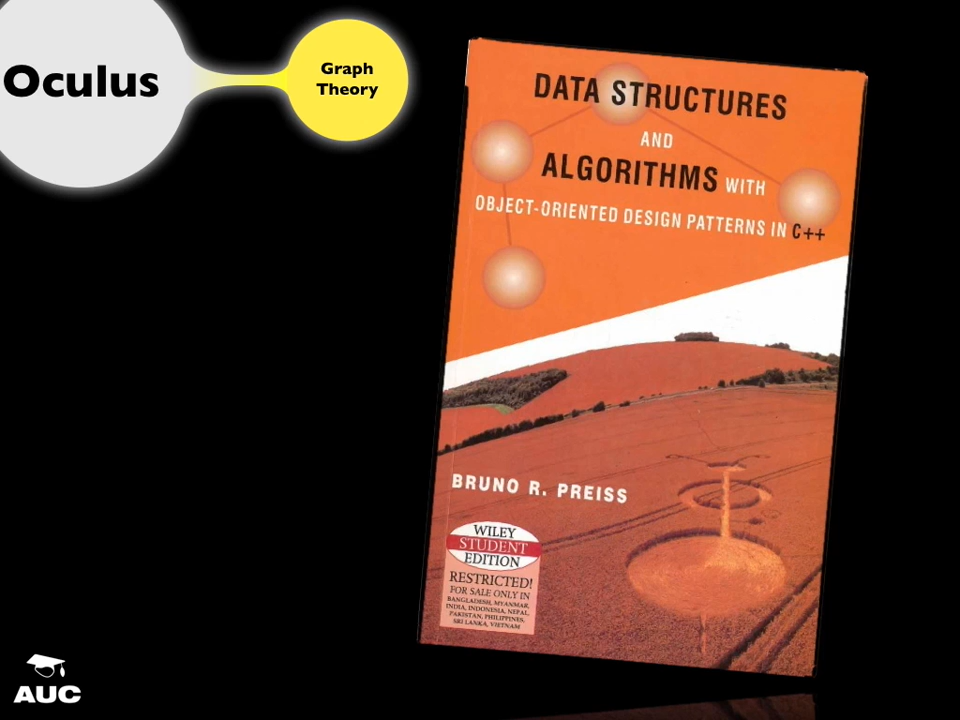 Oculus
Graph
Theory
DATA STRUCTURES
AND
ALGORITHMS WITH
OBJECT-ORIENTED DESIGN PATTERNS IN C++
BRUNO R. PREISS
WILEY
STUDENT
EDITION
RESTRICTED!
FOR SALE ONLY IN
BANGLADESH, MYANMAR,
INDIA, INDONESIA, NEPAL,
PAKISTAN, PHILIPPINES,
SRI LANKA, VIETNAM
AUC